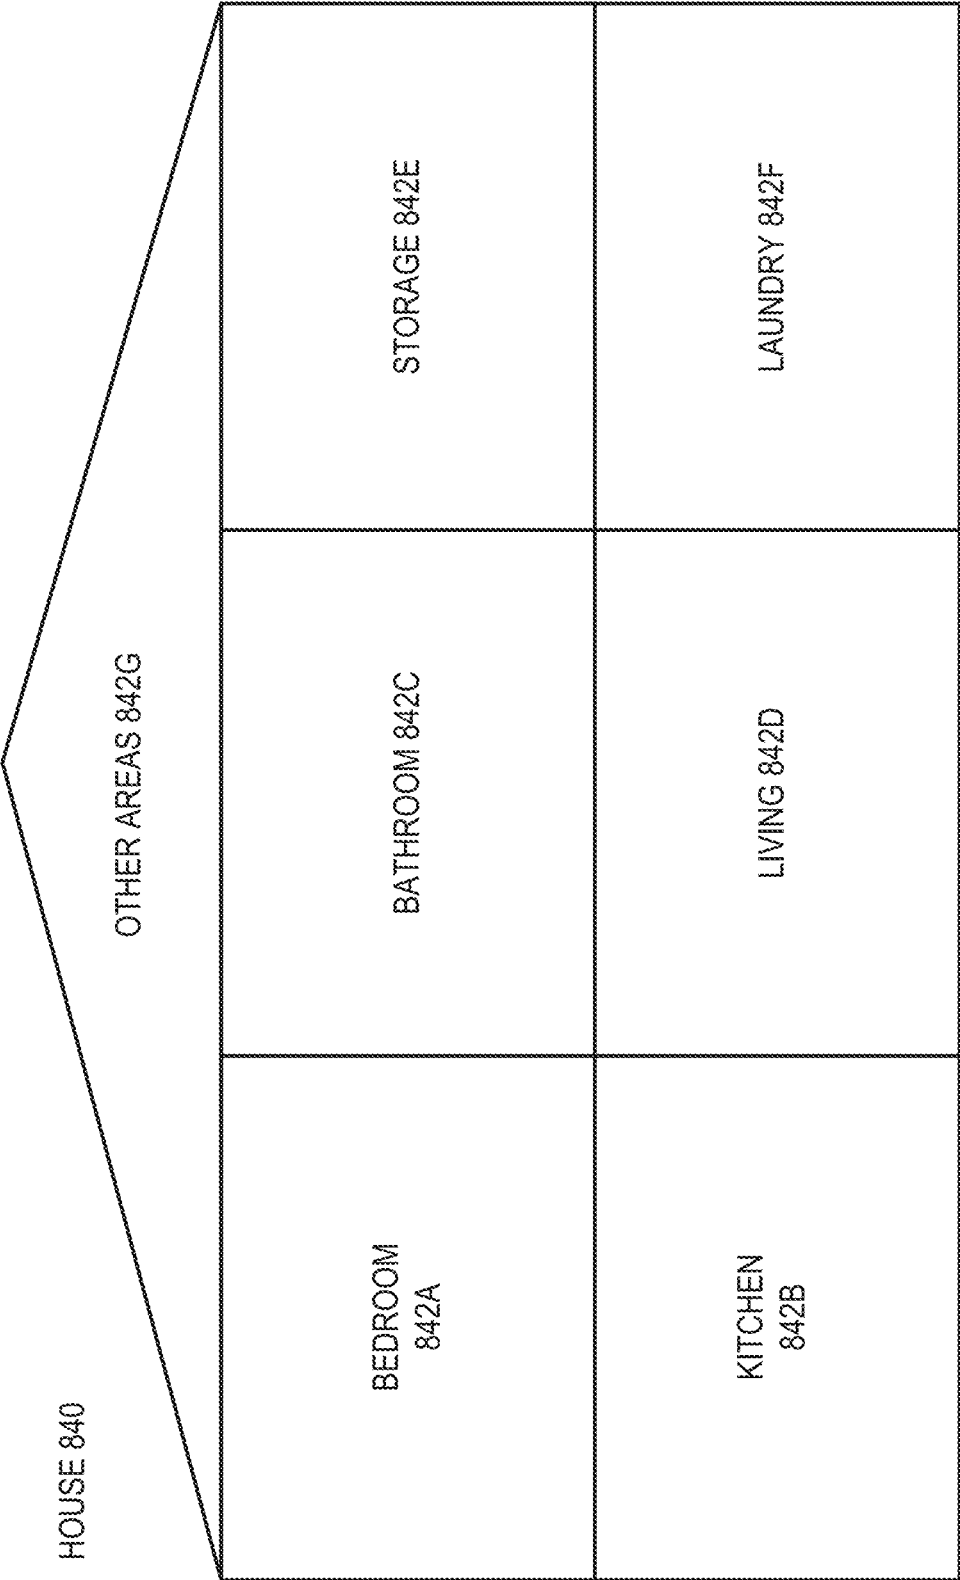 HOUSE 840
OTHER AREAS 842G
BEDROOM
842A
BATHROOM 842C
STORAGE 842E
KITCHEN
842B
LIVING 842D
LAUNDRY 842F